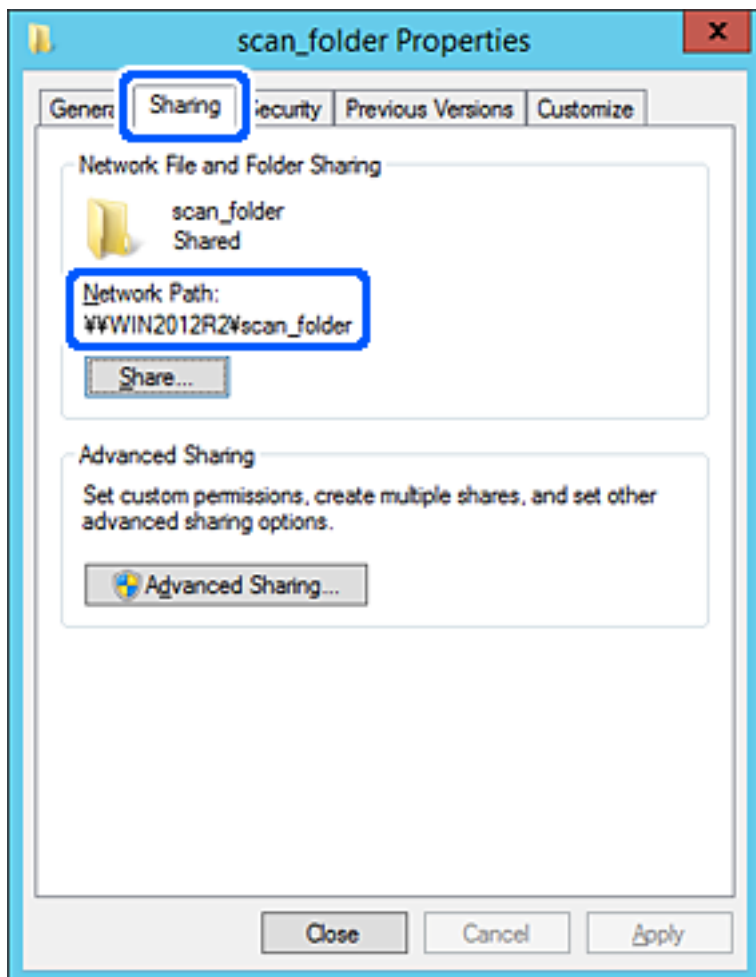 scan_folder Properties
x
Genera Sharing ecurity Previous Versions Customize
Network File and Folder Sharing
scan_folder
Shared
Network Path:
¥¥WIN2012R2¥scan_folder
Share...
Advanced Sharing
Set custom permissions, create multiple shares, and set other
advanced sharing options.
Advanced Sharing...
Close Cancel Apply